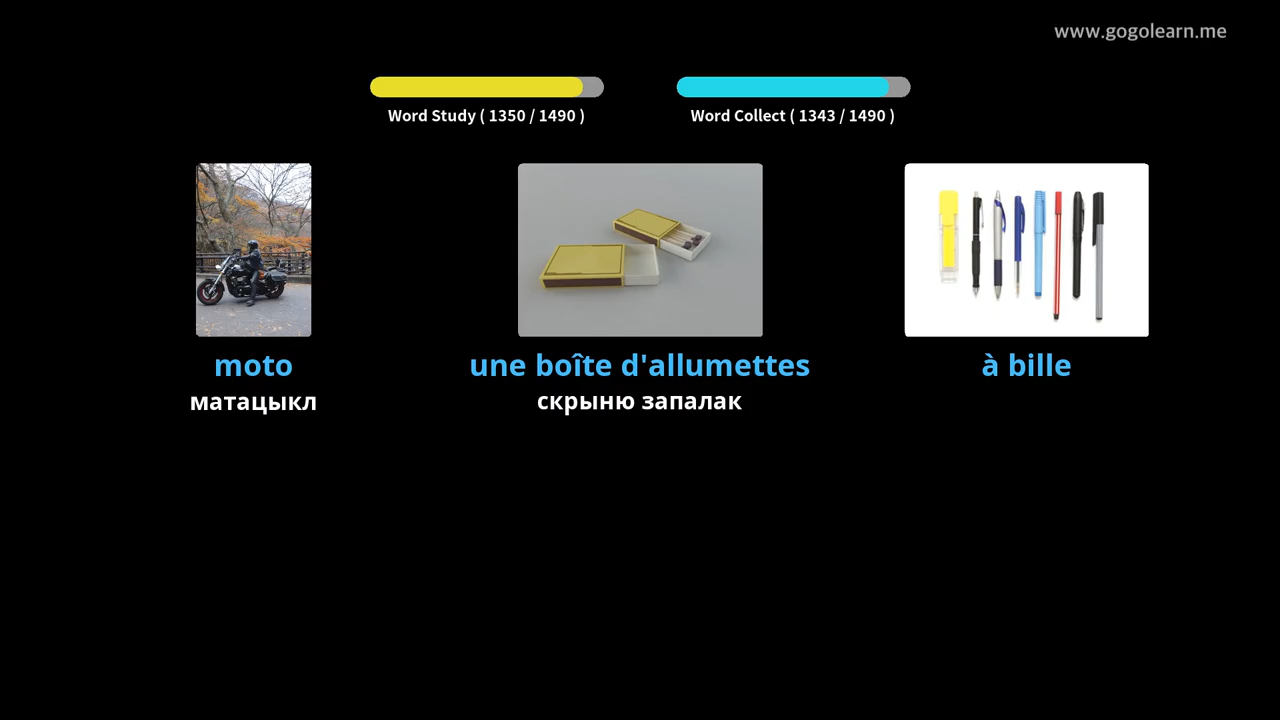 www.gogolearn.me
Word Study ( 1350 / 1490 )
Word Collect ( 1343 / 1490 )
moto
une boîte d'allumettes
à bille
матацыкл
скрыню запалак